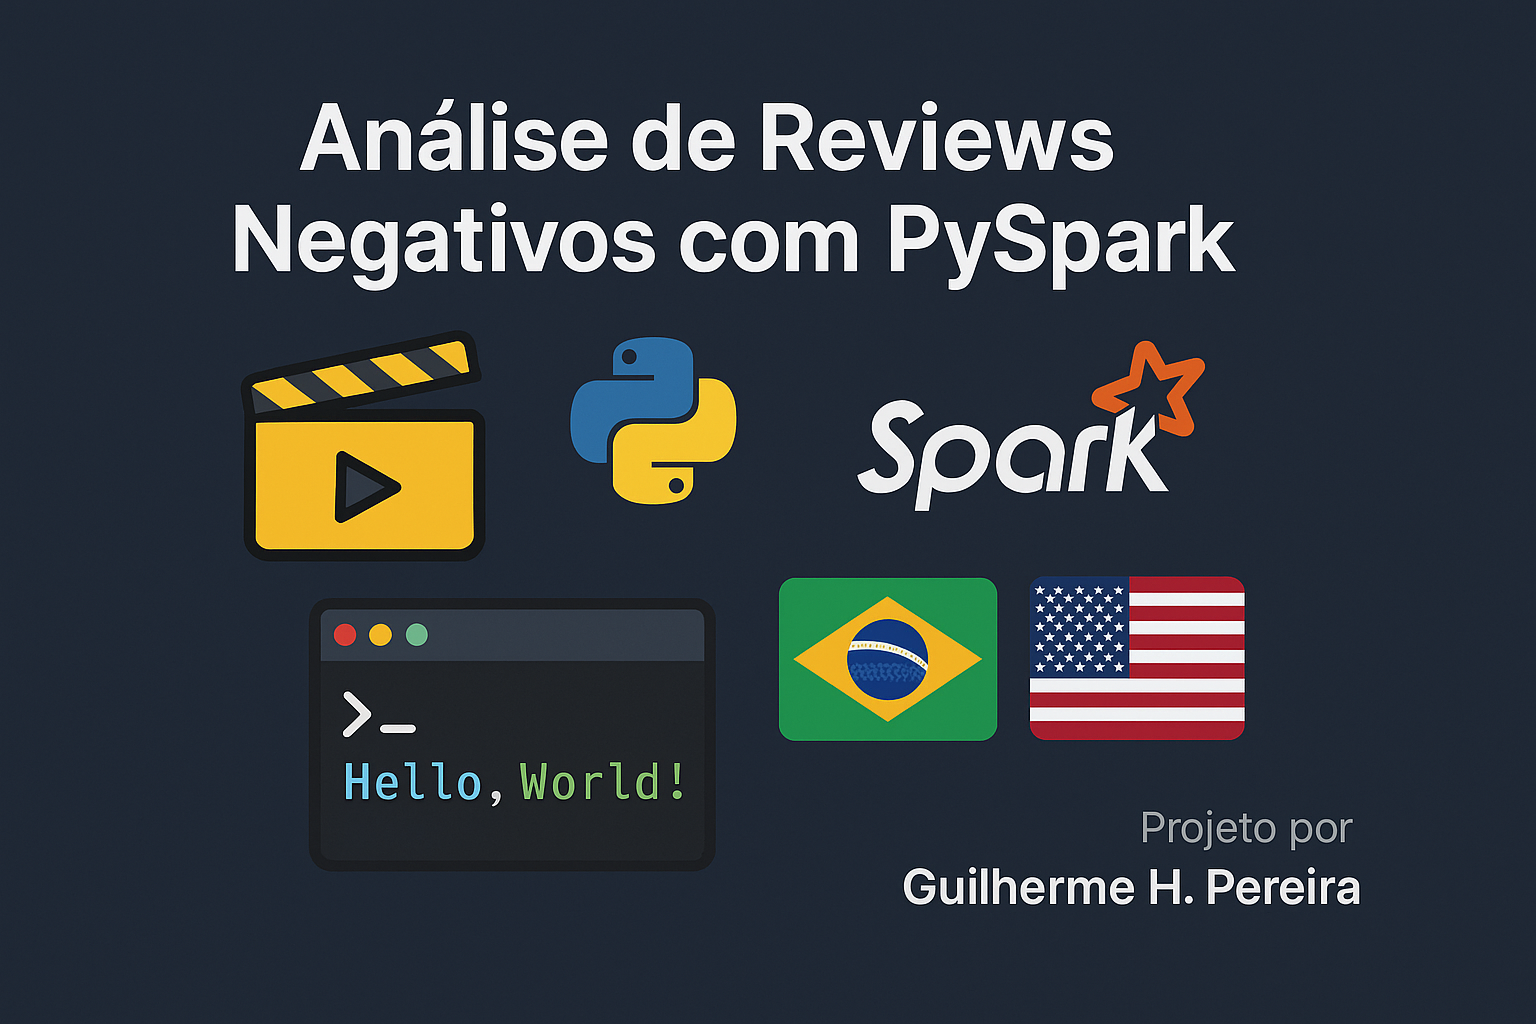 Análise de Reviews
Negativos com PySpark
Spark
>_
Hello, World!
Projeto por
Guilherme H. Pereira